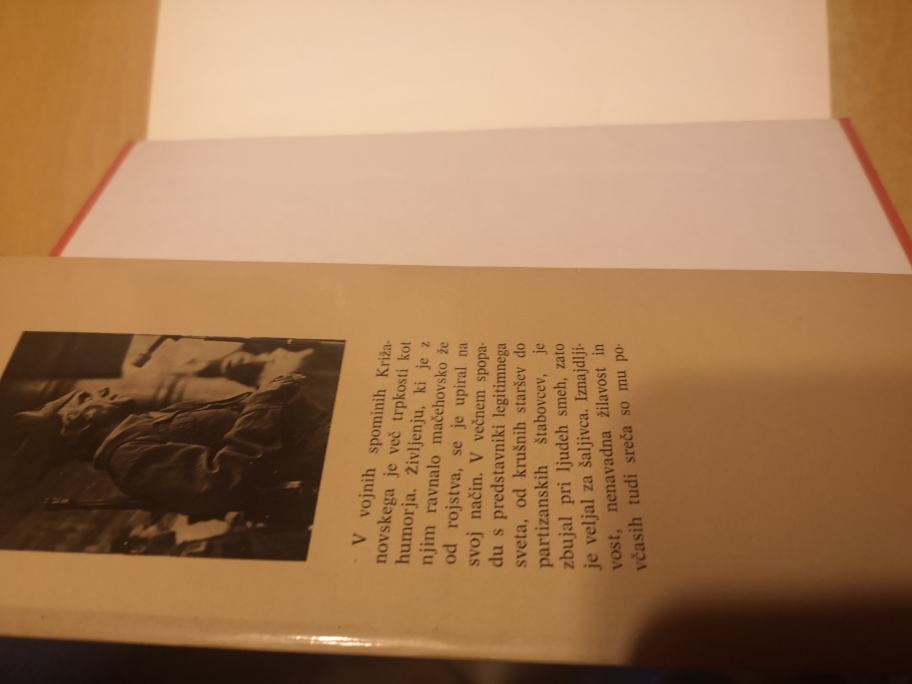 V vojnih spominih Križa-
novskega je več trpkosti kot
humorja. Življenju, ki je z
njim ravnalo mačehovsko že
od rojstva, se je upiral na
svoj način. V večnem spopa-
du s predstavniki legitimnega
sveta, od krušnih staršev do
partizanskih štabovcev, je
zbujal pri ljudeh smeh, zato
je veljal za šaljivca. Iznajdlji-
vost, nenavadna žilavost in
včasih tudi sreča so mu po-